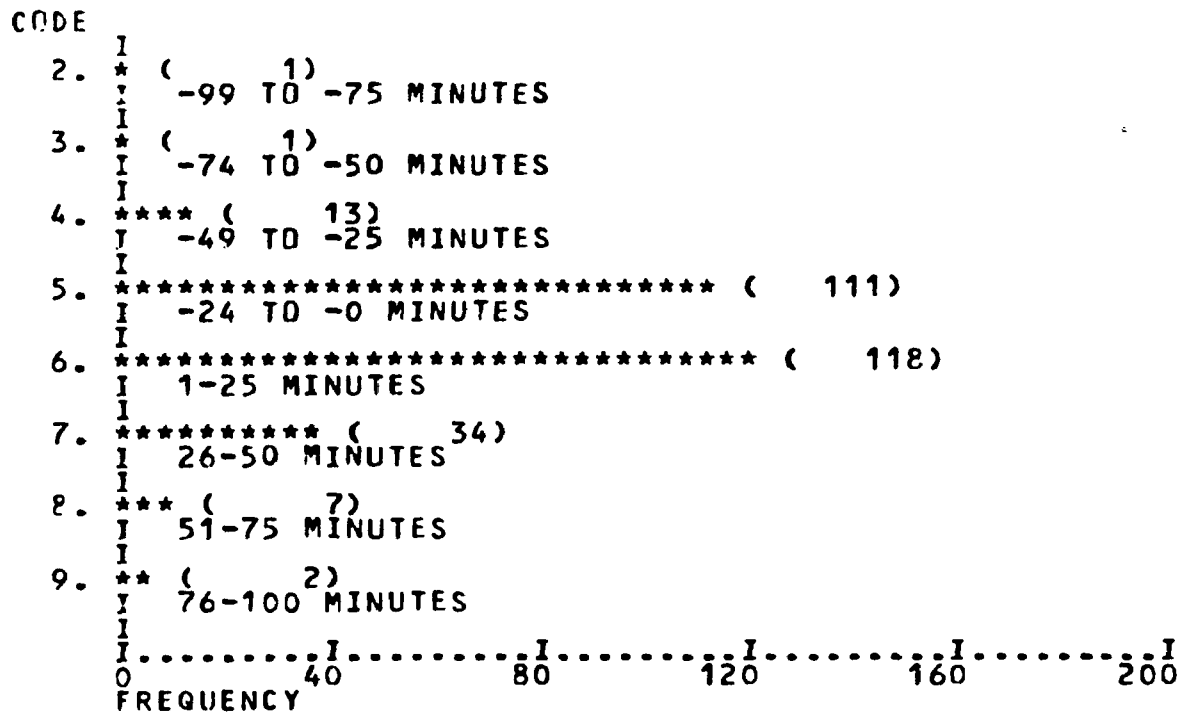 CODE
I
2. * ( 1)
I -99 TO -75 MINUTES
I
3. * ( 1)
I -74 TO -50 MINUTES
I
4. **** ( 13)
I -49 TO -25 MINUTES
I
5. ***************************** ( 111)
I -24 TO -0 MINUTES
I
6. ******************************* ( 118)
I 1-25 MINUTES
I
7. ********** ( 34)
I 26-50 MINUTES
I
8. *** ( 7)
I 51-75 MINUTES
I
9. ** ( 2)
I 76-100 MINUTES
I
I.........I.........I.........I.........I.........I
0 40 80 120 160 200
FREQUENCY